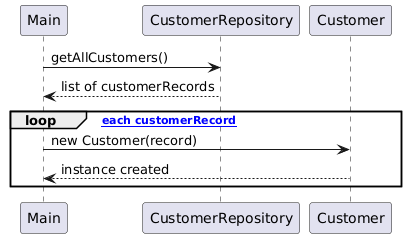 Main CustomerRepository Customer
getAllCustomers()
list of customerRecords
loop each customerRecord
new Customer(record)
instance created
Main CustomerRepository Customer